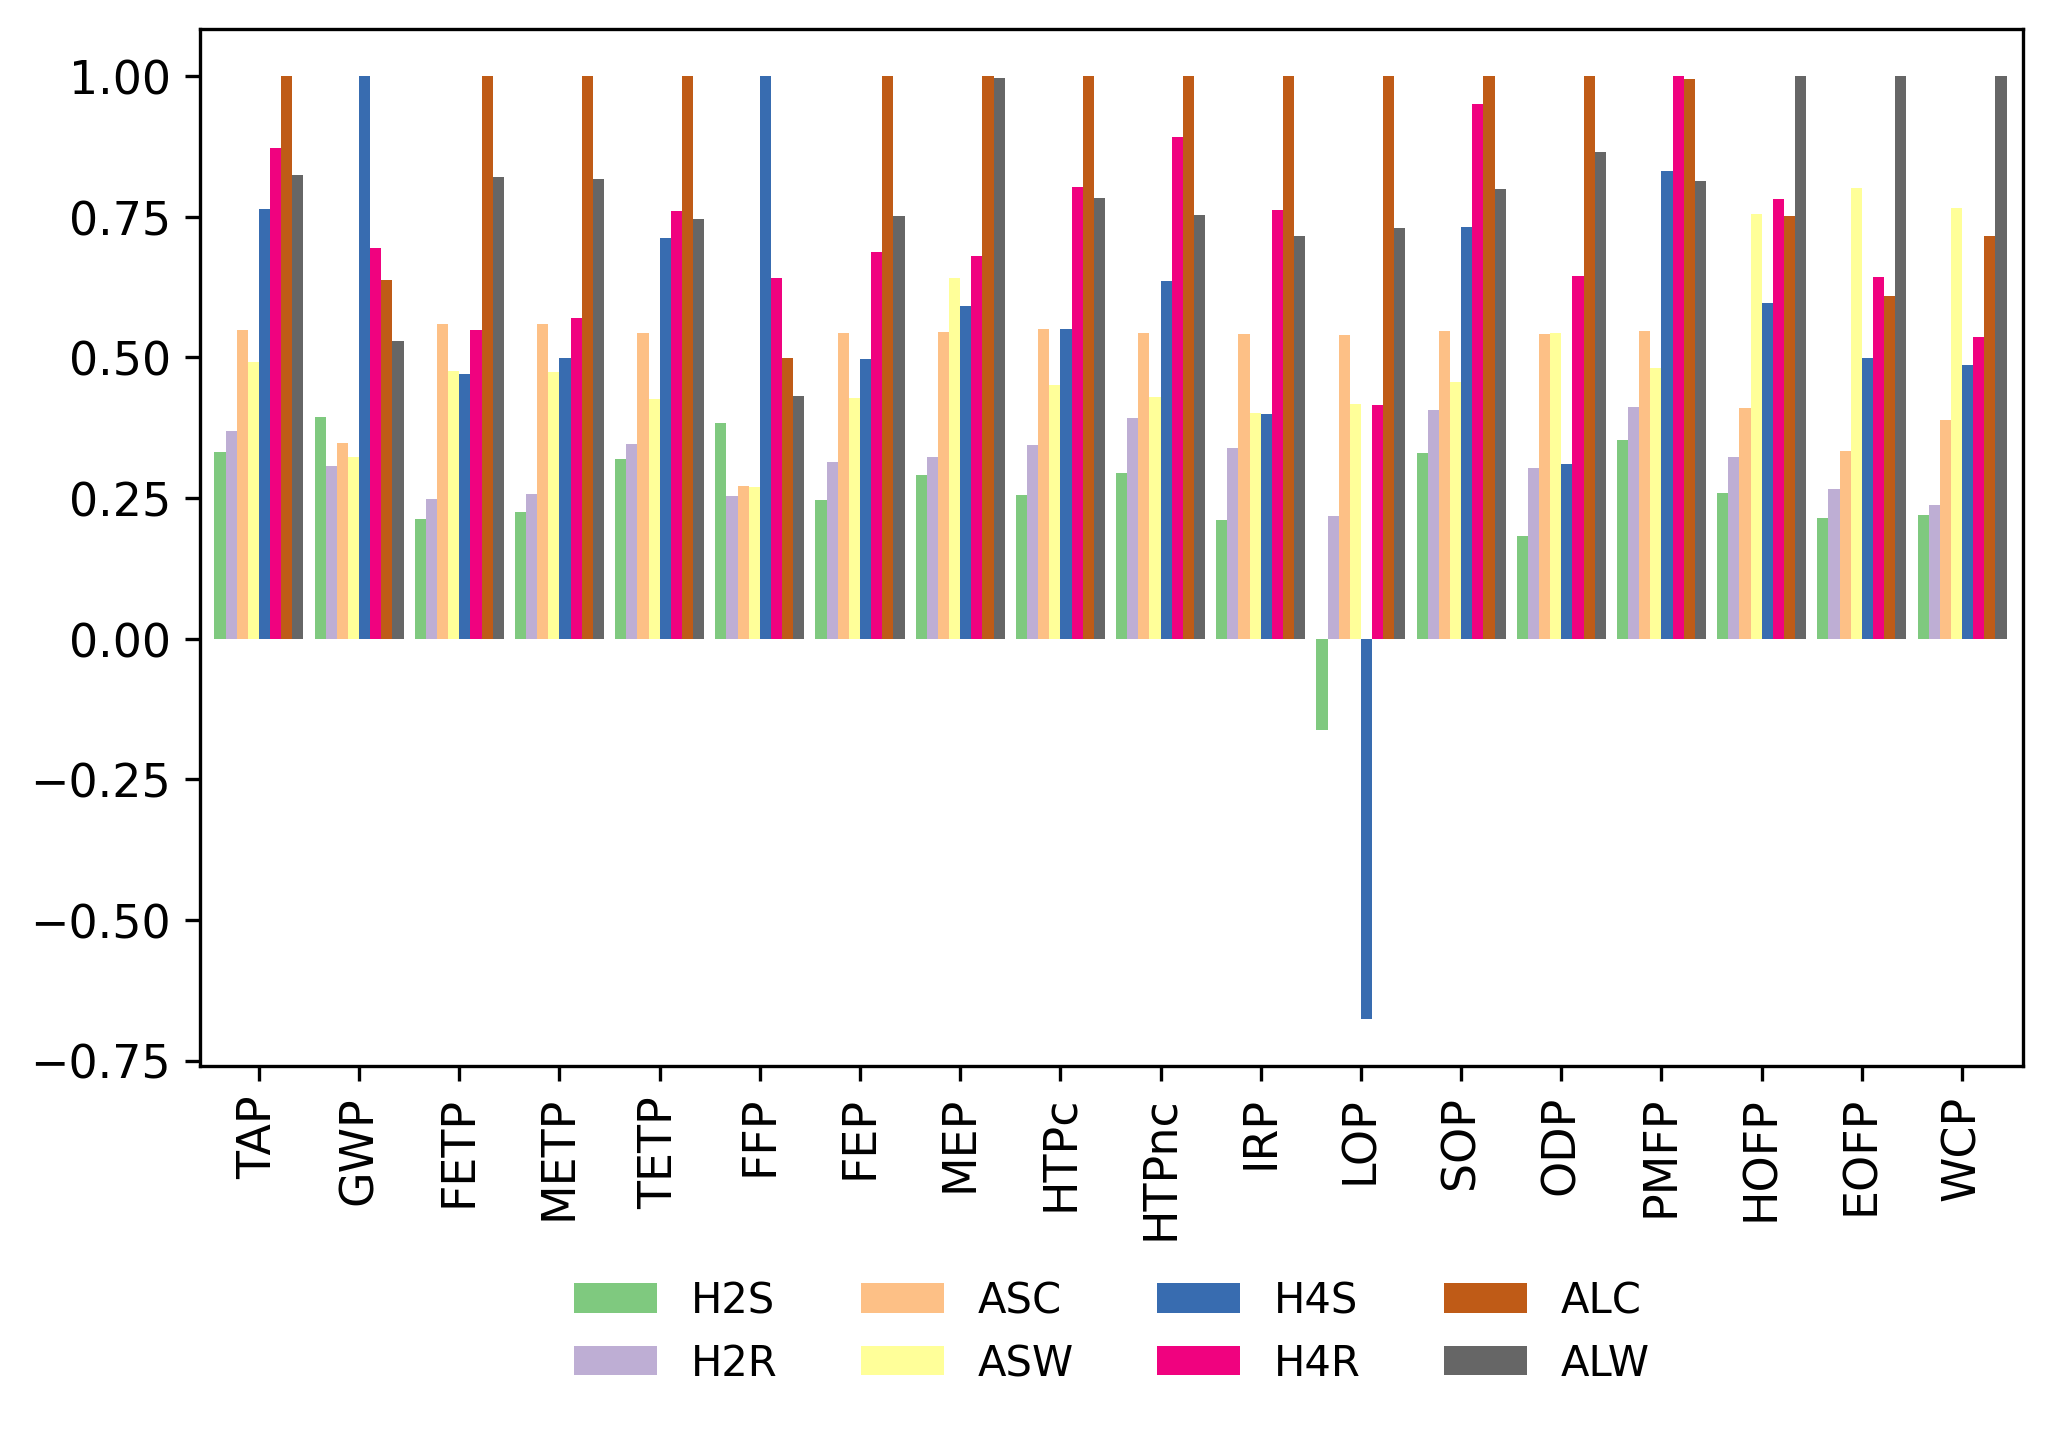 1.00
0.75
0.50
0.25
0.00
−0.25
−0.50
−0.75
TAP
GWP
FETP
METP
TETP
FFP
FEP
MEP
HTPc
HTPnc
IRP
LOP
SOP
ODP
PMFP
HOFP
EOFP
WCP
H2S ASC H4S ALC
H2R ASW H4R ALW